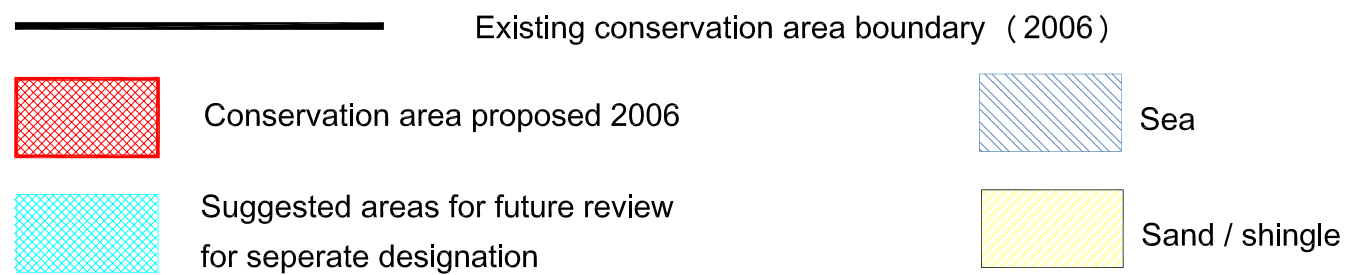 Existing conservation area boundary (2006)
Conservation area proposed 2006
Sea
Suggested areas for future review
for seperate designation
Sand / shingle